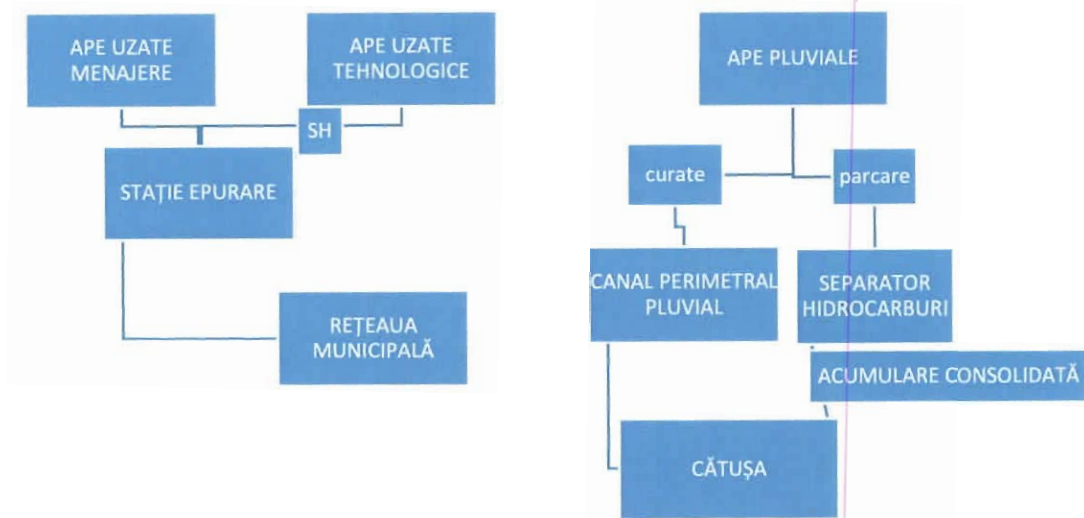 APE UZATE
MENAJERE
APE UZATE
TEHNOLOGICE
SH
STAȚIE EPURARE
REȚEAUA
MUNICIPALĂ
APE PLUVIALE
curate
parcare
CANAL PERIMETRAL
PLUVIAL
SEPARATOR
HIDROCARBURI
ACUMULARE CONSOLIDATĂ
CĂTUȘA